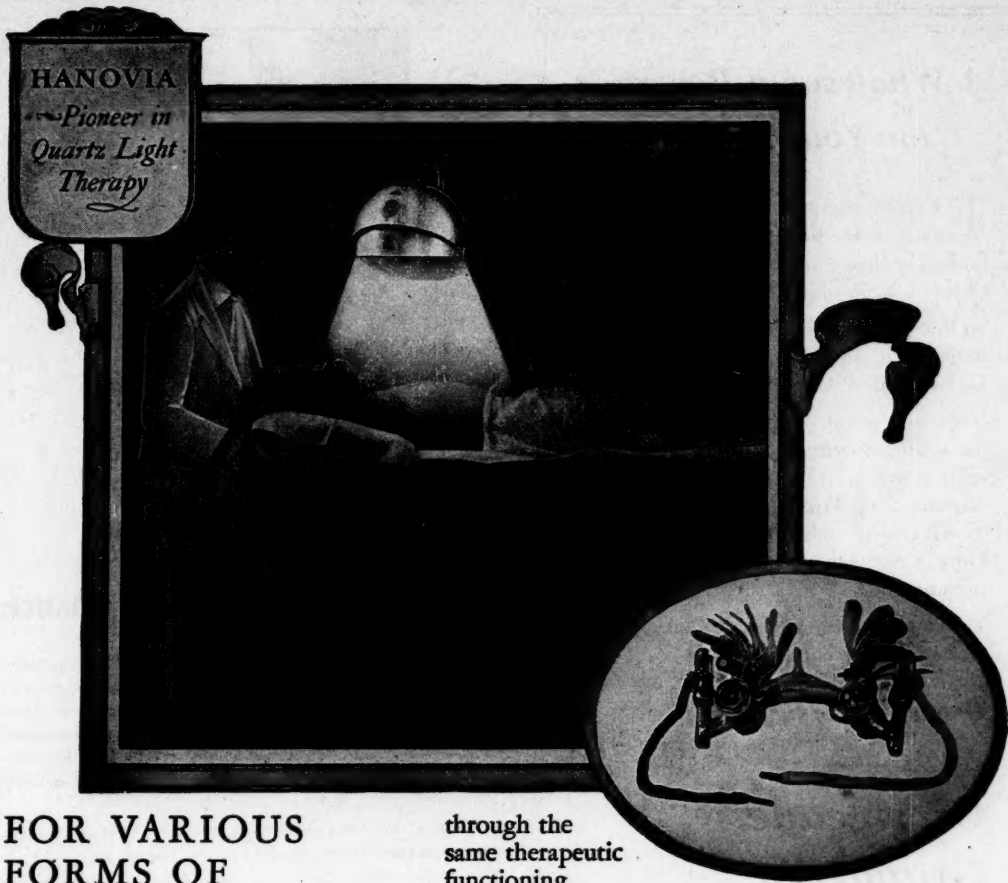 HANOVIA
Pioneer in
Quartz Light
Therapy
FOR VARIOUS
FORMS OF
through the
same therapeutic
functioning